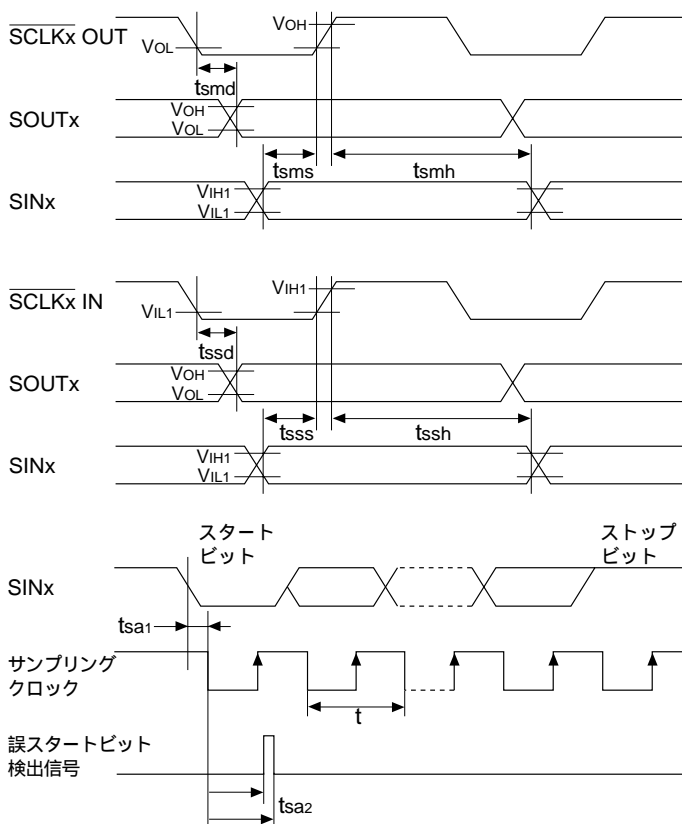 SCLKx OUT
VOH
VOL
tsmd
SOUTx
VOH
VOL
tsms
tsmh
SINx
VIH1
VIL1
SCLKx IN
VIH1
VIL1
tssd
SOUTx
VOH
VOL
tsss
tssh
SINx
VIH1
VIL1
スタート
ビット
ストップ
ビット
SINx
tsa1
サンプリング
クロック
t
誤スタートビット
検出信号
tsa2